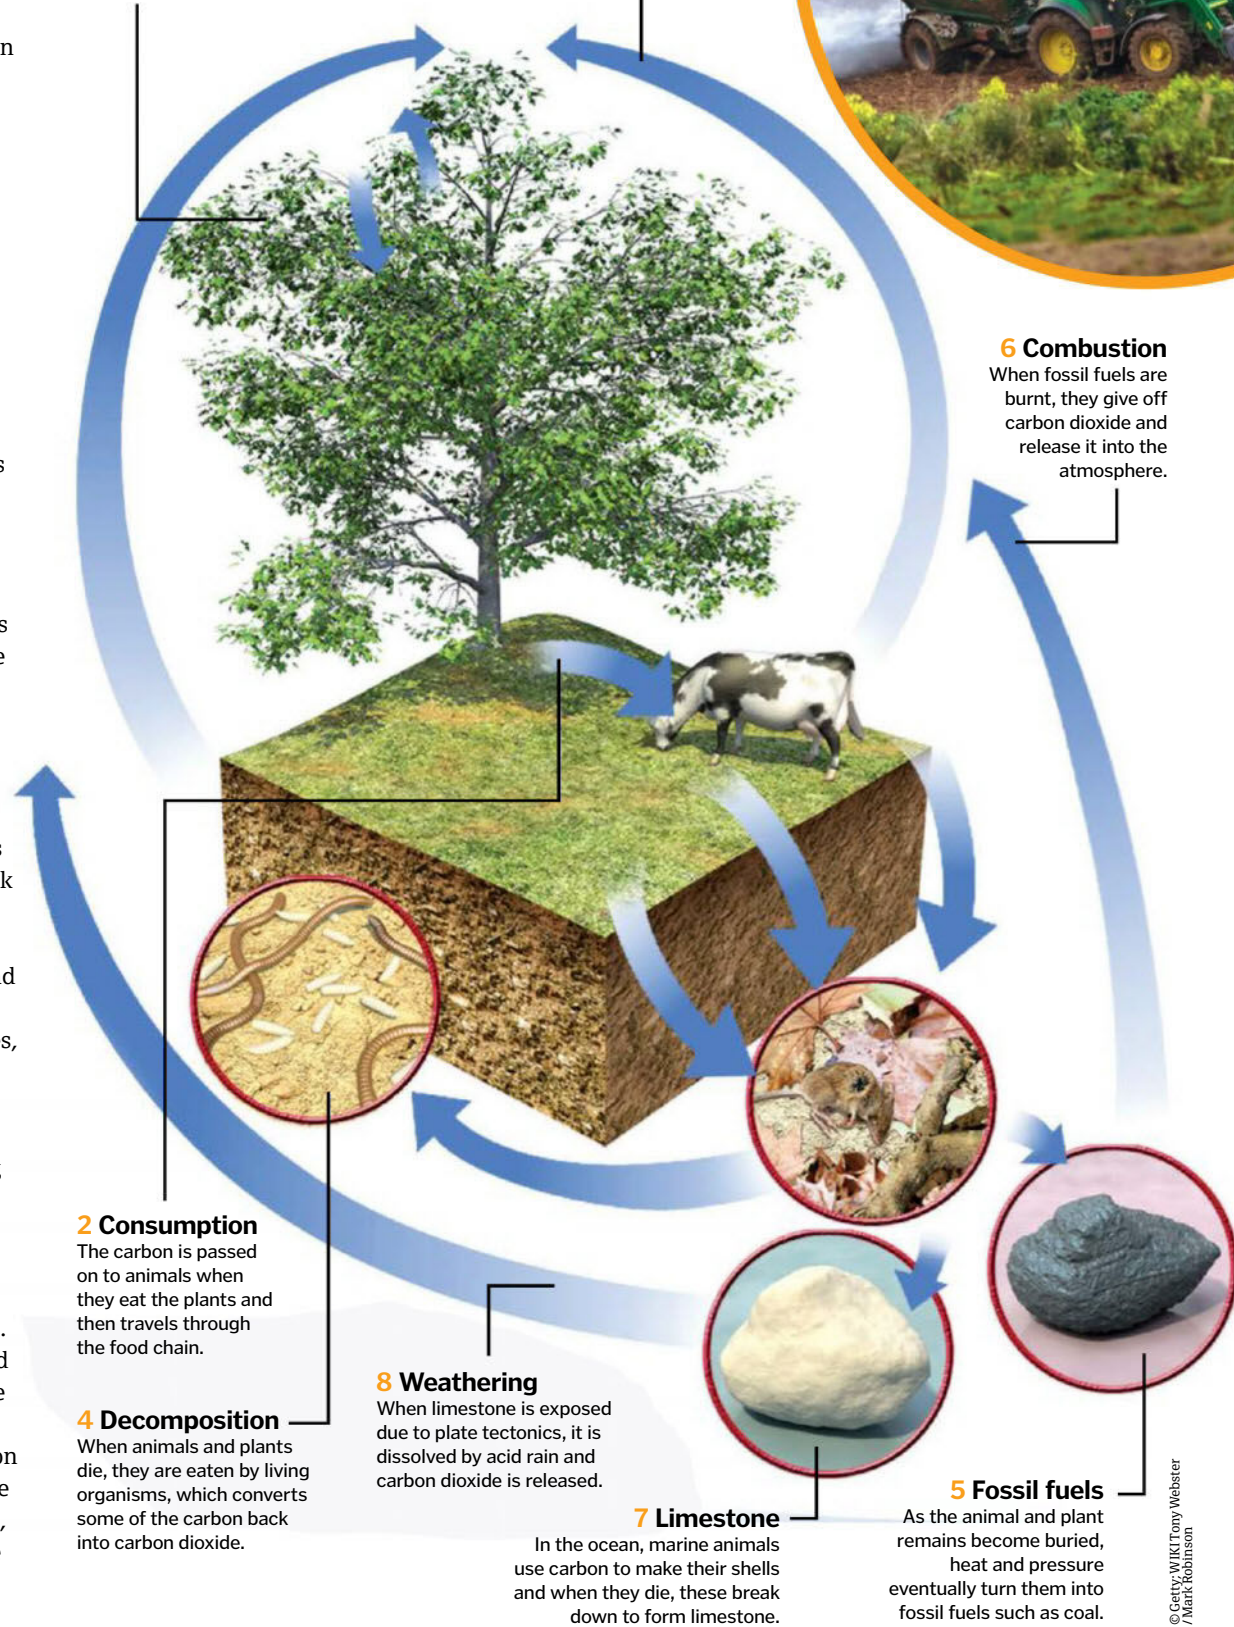 6 Combustion
When fossil fuels are
burnt, they give off
carbon dioxide and
release it into the
atmosphere.
2 Consumption
The carbon is passed
on to animals when
they eat the plants and
then travels through
the food chain.
4 Decomposition
When animals and plants
die, they are eaten by living
organisms, which converts
some of the carbon back
into carbon dioxide.
8 Weathering
When limestone is exposed
due to plate tectonics, it is
dissolved by acid rain and
carbon dioxide is released.
7 Limestone
In the ocean, marine animals
use carbon to make their shells
and when they die, these break
down to form limestone.
5 Fossil fuels
As the animal and plant
remains become buried,
heat and pressure
eventually turn them into
fossil fuels such as coal.
© Getty; WIKI Tony Webster
/ Mark Robinson